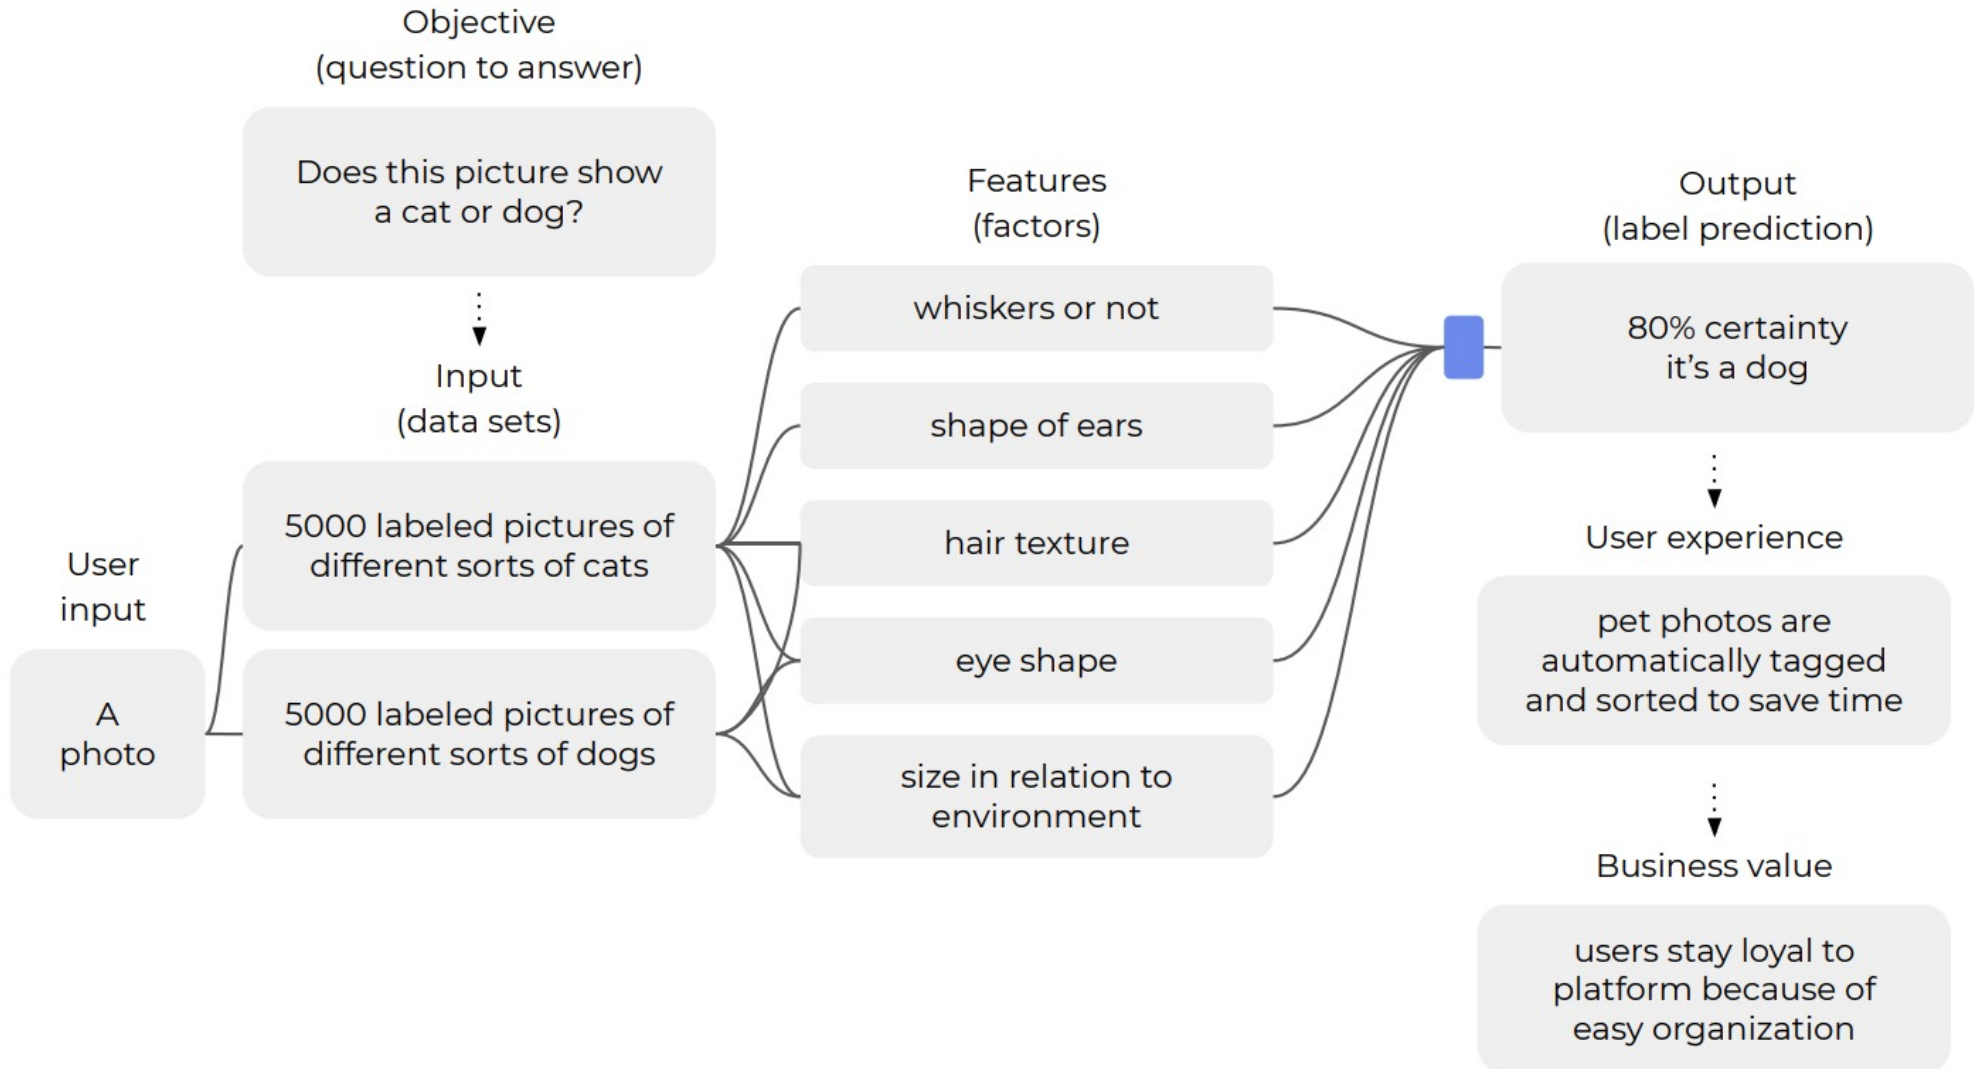 Objective
(question to answer)
Does this picture show
a cat or dog?
Input
(data sets)
5000 labeled pictures of
different sorts of cats
5000 labeled pictures of
different sorts of dogs
User
input
A
photo
Features
(factors)
whiskers or not
shape of ears
hair texture
eye shape
size in relation to
environment
Output
(label prediction)
80% certainty
it’s a dog
User experience
pet photos are
automatically tagged
and sorted to save time
Business value
users stay loyal to
platform because of
easy organization